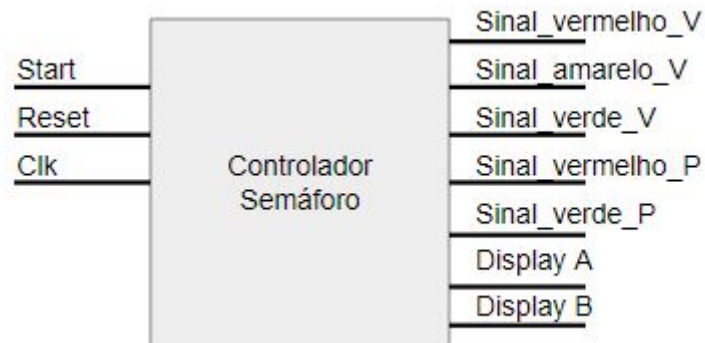 Start
Reset
Clk
Controlador
Semáforo
Sinal_vermelho_V
Sinal_amarelo_V
Sinal_verde_V
Sinal_vermelho_P
Sinal_verde_P
Display A
Display B